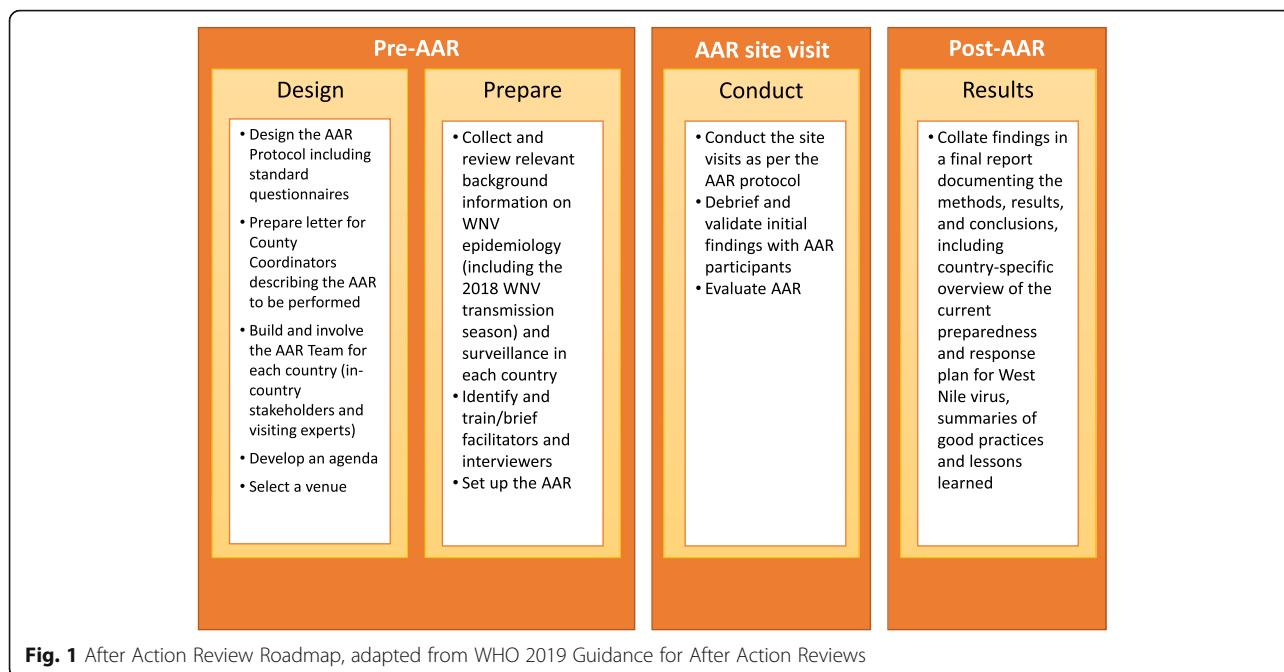 Pre-AAR
Design
• Design the AAR
Protocol including
standard
questionnaires
• Prepare letter for
County
Coordinators
describing the AAR
to be performed
• Build and involve
the AAR Team for
each country (in-
country
stakeholders and
visiting experts)
• Develop an agenda
• Select a venue
Prepare
• Collect and
review relevant
background
information on
WNV
epidemiology
(including the
2018 WNV
transmission
season) and
surveillance in
each country
• Identify and
train/brief
facilitators and
interviewers
• Set up the AAR
AAR site visit
Conduct
• Conduct the site
visits as per the
AAR protocol
• Debrief and
validate initial
findings with AAR
participants
• Evaluate AAR
Post-AAR
Results
• Collate findings in
a final report
documenting the
methods, results,
and conclusions,
including
country-specific
overview of the
current
preparedness
and response
plan for West
Nile virus,
summaries of
good practices
and lessons
learned
Fig. 1 After Action Review Roadmap, adapted from WHO 2019 Guidance for After Action Reviews